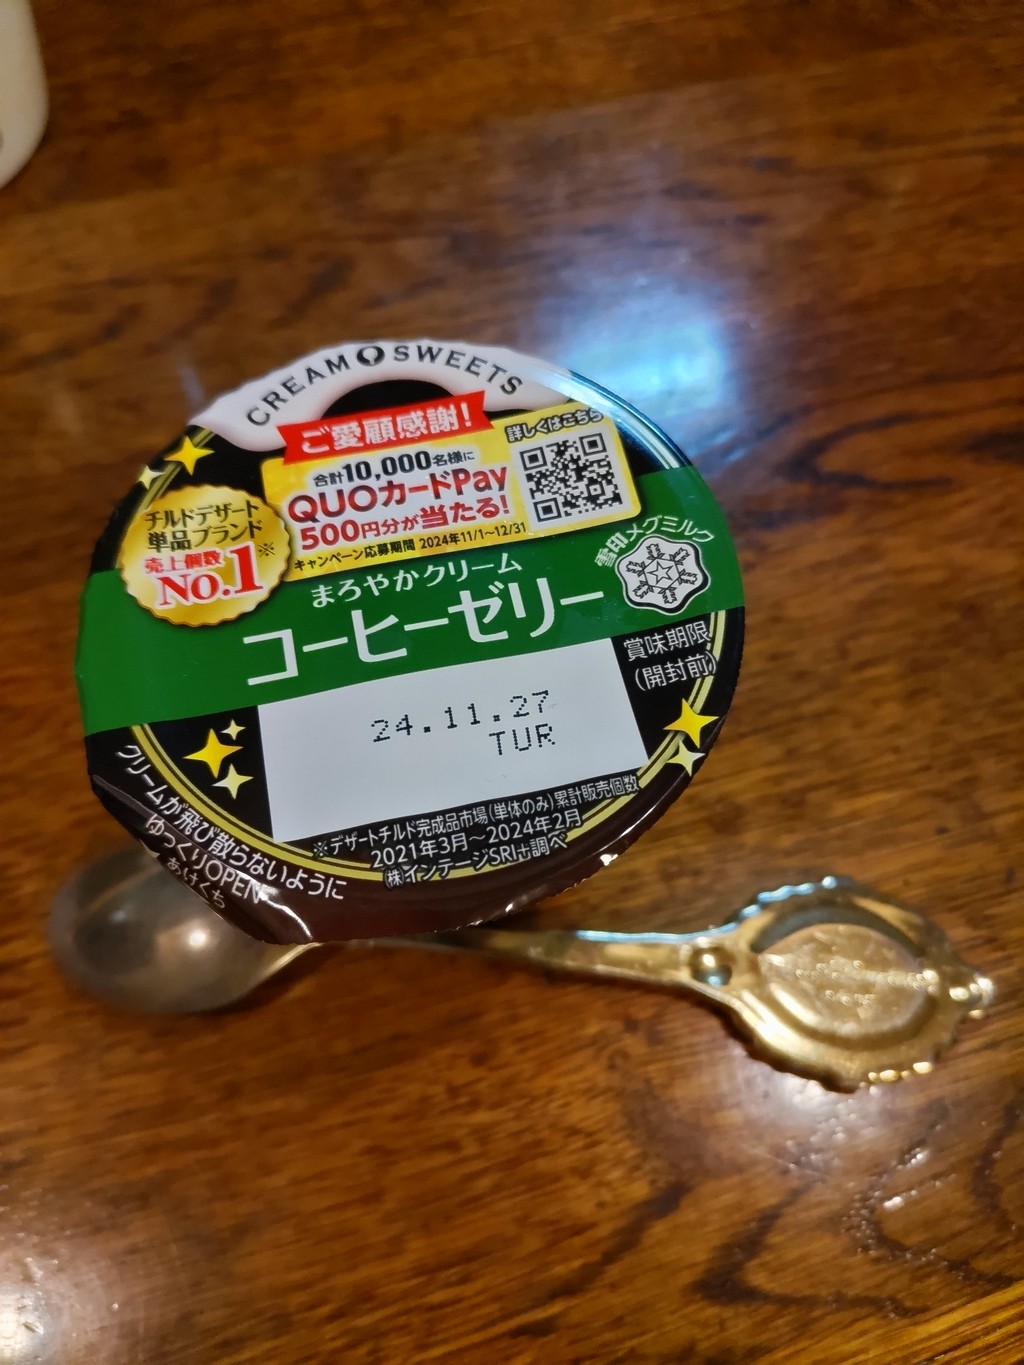 CREAM SWEETS
ご愛顧感謝!
合計10,000名様に
QUOカードPay
500円分が当たる!
キャンペーン応募期間 2024年11/1〜12/31
詳しくはこちら
チルドデザート
単品ブランド
売上個数※
No.1
雪印メグミルク
まろやかクリーム
コーヒーゼリー
賞味期限
(開封前)
24.11.27
TUR
※デザートチルド完成品市場(単体のみ)累計販売個数
2021年3月〜2024年2月
㈱インテージSRI+調べ
クリームが飛び散らないように
ゆっくりOPEN
あけくち